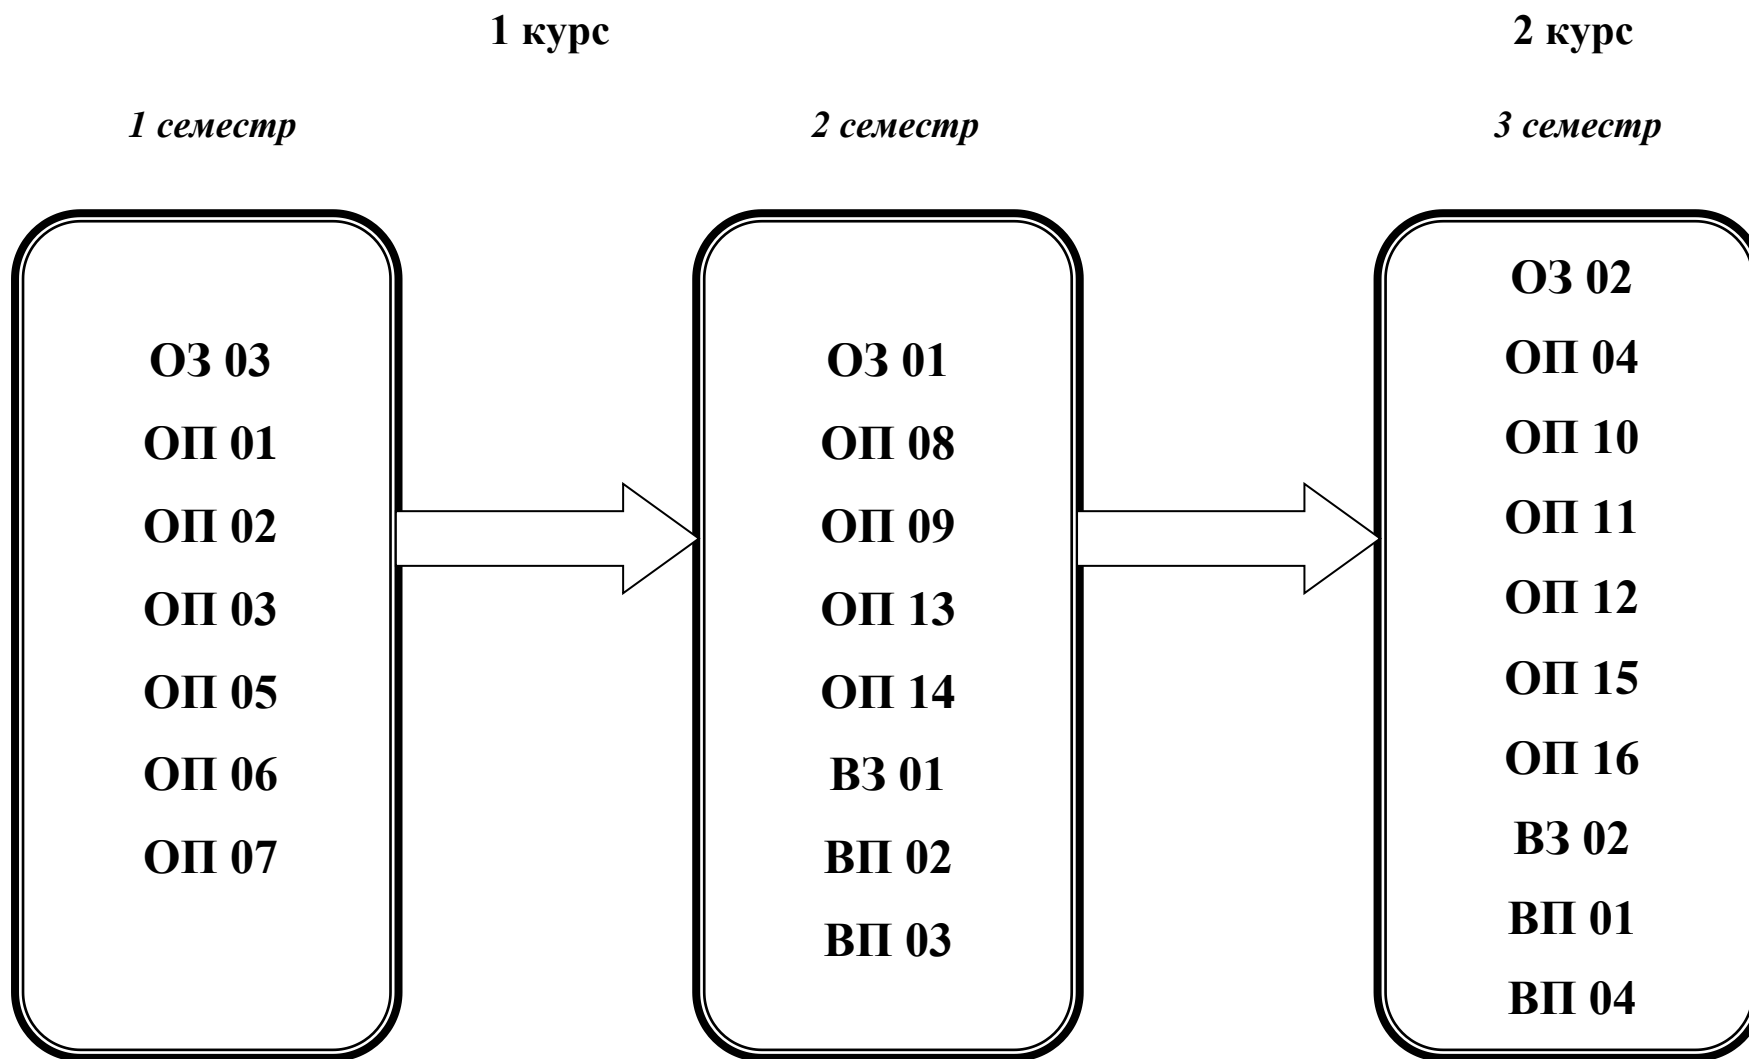 1 курс
2 курс
1 семестр
2 семестр
3 семестр
ОЗ 03
ОП 01
ОП 02
ОП 03
ОП 05
ОП 06
ОП 07
ОЗ 01
ОП 08
ОП 09
ОП 13
ОП 14
ВЗ 01
ВП 02
ВП 03
ОЗ 02
ОП 04
ОП 10
ОП 11
ОП 12
ОП 15
ОП 16
ВЗ 02
ВП 01
ВП 04